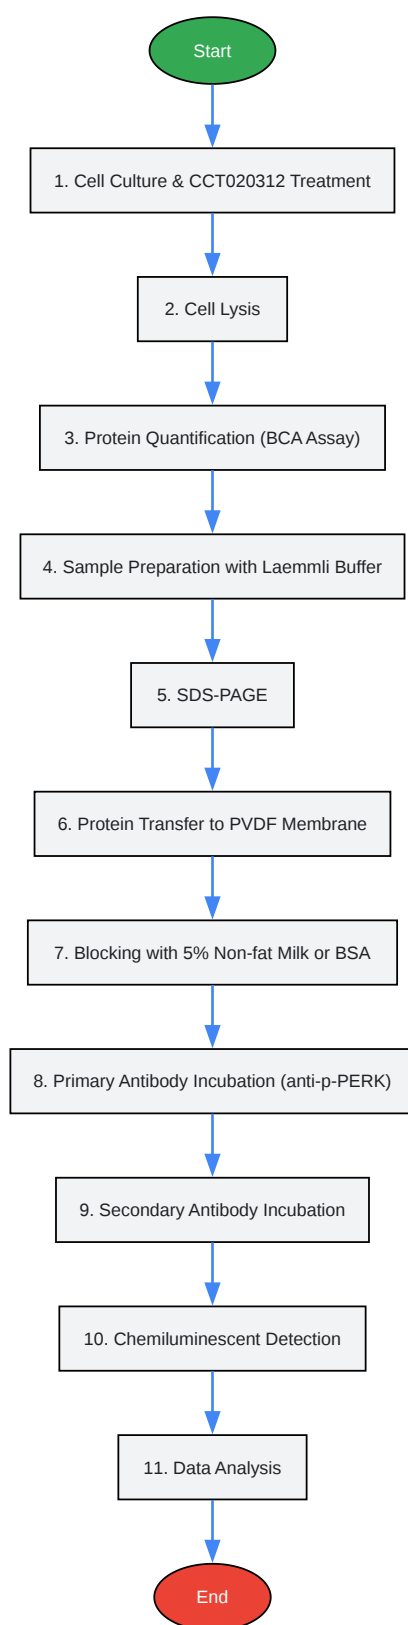 Start
1. Cell Culture & CCT020312 Treatment
2. Cell Lysis
3. Protein Quantification (BCA Assay)
4. Sample Preparation with Laemmli Buffer
5. SDS-PAGE
6. Protein Transfer to PVDF Membrane
7. Blocking with 5% Non-fat Milk or BSA
8. Primary Antibody Incubation (anti-p-PERK)
9. Secondary Antibody Incubation
10. Chemiluminescent Detection
11. Data Analysis
End